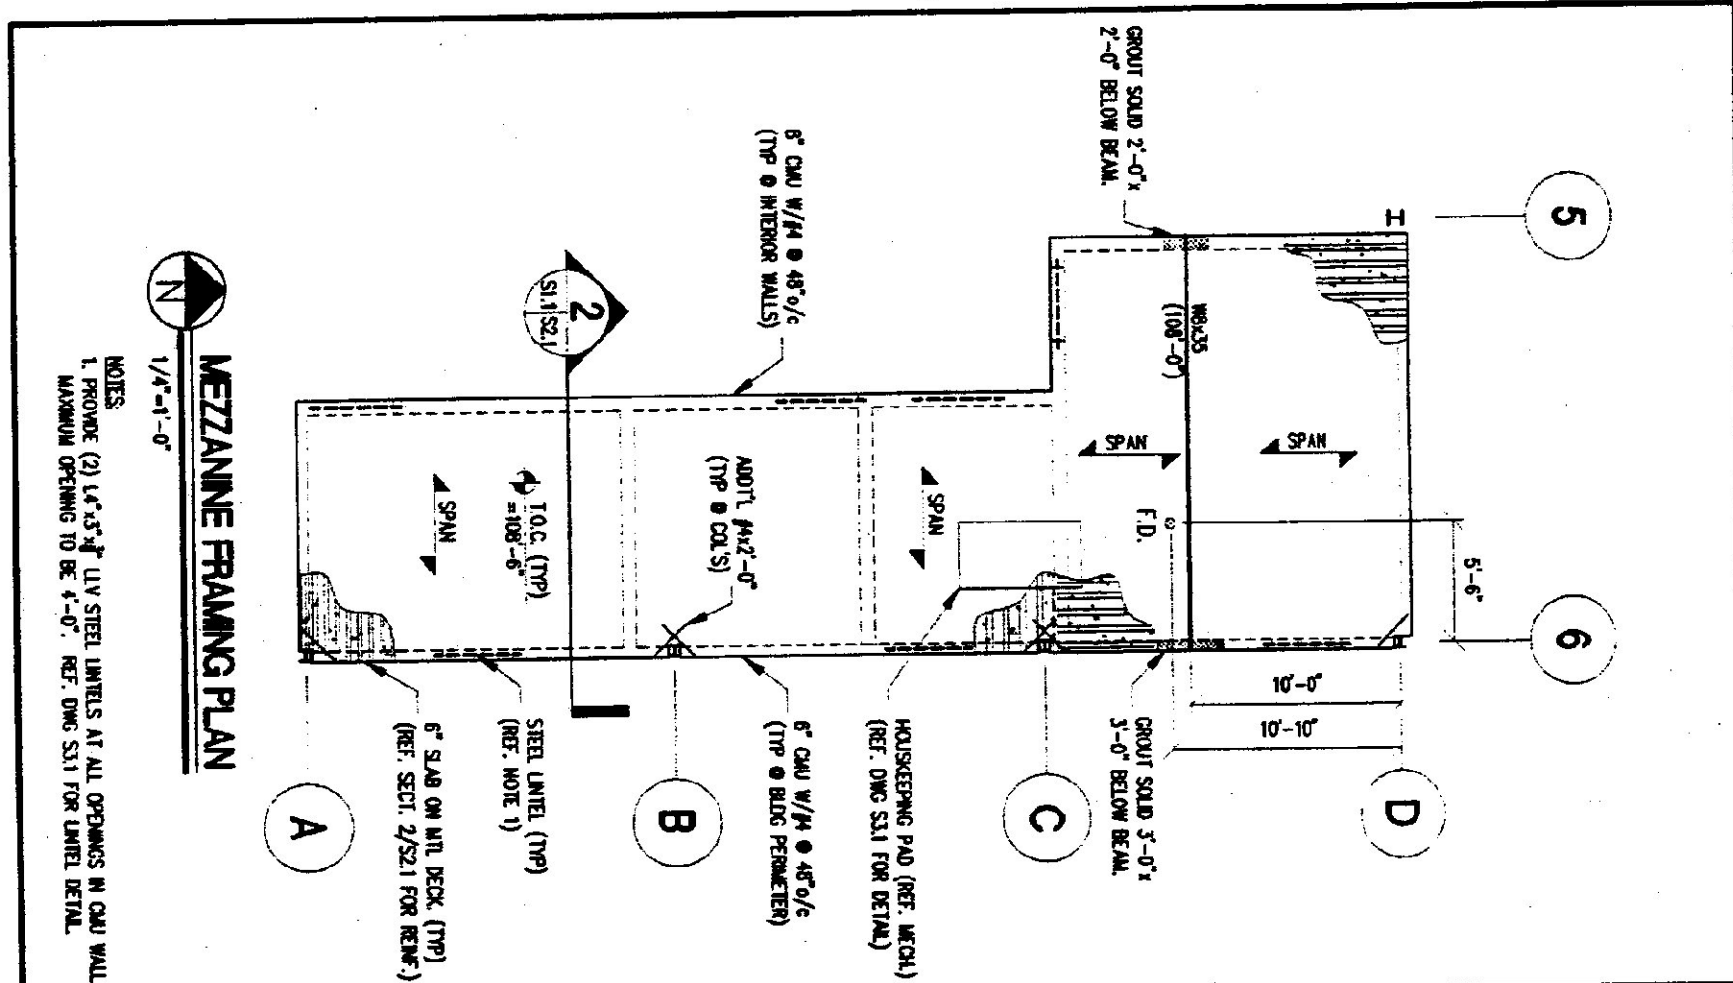 GROUT SOLID 2'-0"x
2'-0" BELOW BEAM.
5
8" CMU W/#4 @ 48"o/c
(TYP @ INTERIOR WALLS)
W8x35
(108'-0")
SPAN
SPAN
F.D.
5'-6"
6
10'-0"
10'-10"
2
S1.1 S2.1
ADDT'L #4x2'-0"
(TYP @ COL'S)
SPAN
T.O.C. (TYP)
=108'-6"
SPAN
GROUT SOLID 3'-0"x
3'-0" BELOW BEAM.
D
HOUSKEEPING PAD (REF. MECH.)
(REF. DWG S3.1 FOR DETAIL)
C
6" CMU W/#4 @ 48"o/c
(TYP @ BLDG PERIMETER)
B
STEEL LINTEL (TYP)
(REF. NOTE 1)
6" SLAB ON MTL DECK. (TYP)
(REF. SECT. 2/S2.1 FOR REINF.)
A
N
MEZZANINE FRAMING PLAN
1/4"=1'-0"
NOTES:
1. PROVIDE (2) L4"x3"x LLV STEEL LINTELS AT ALL OPENINGS IN CMU WALL
MAXIMUM OPENING TO BE 4'-0". REF. DWG S3.1 FOR LINTEL DETAIL.